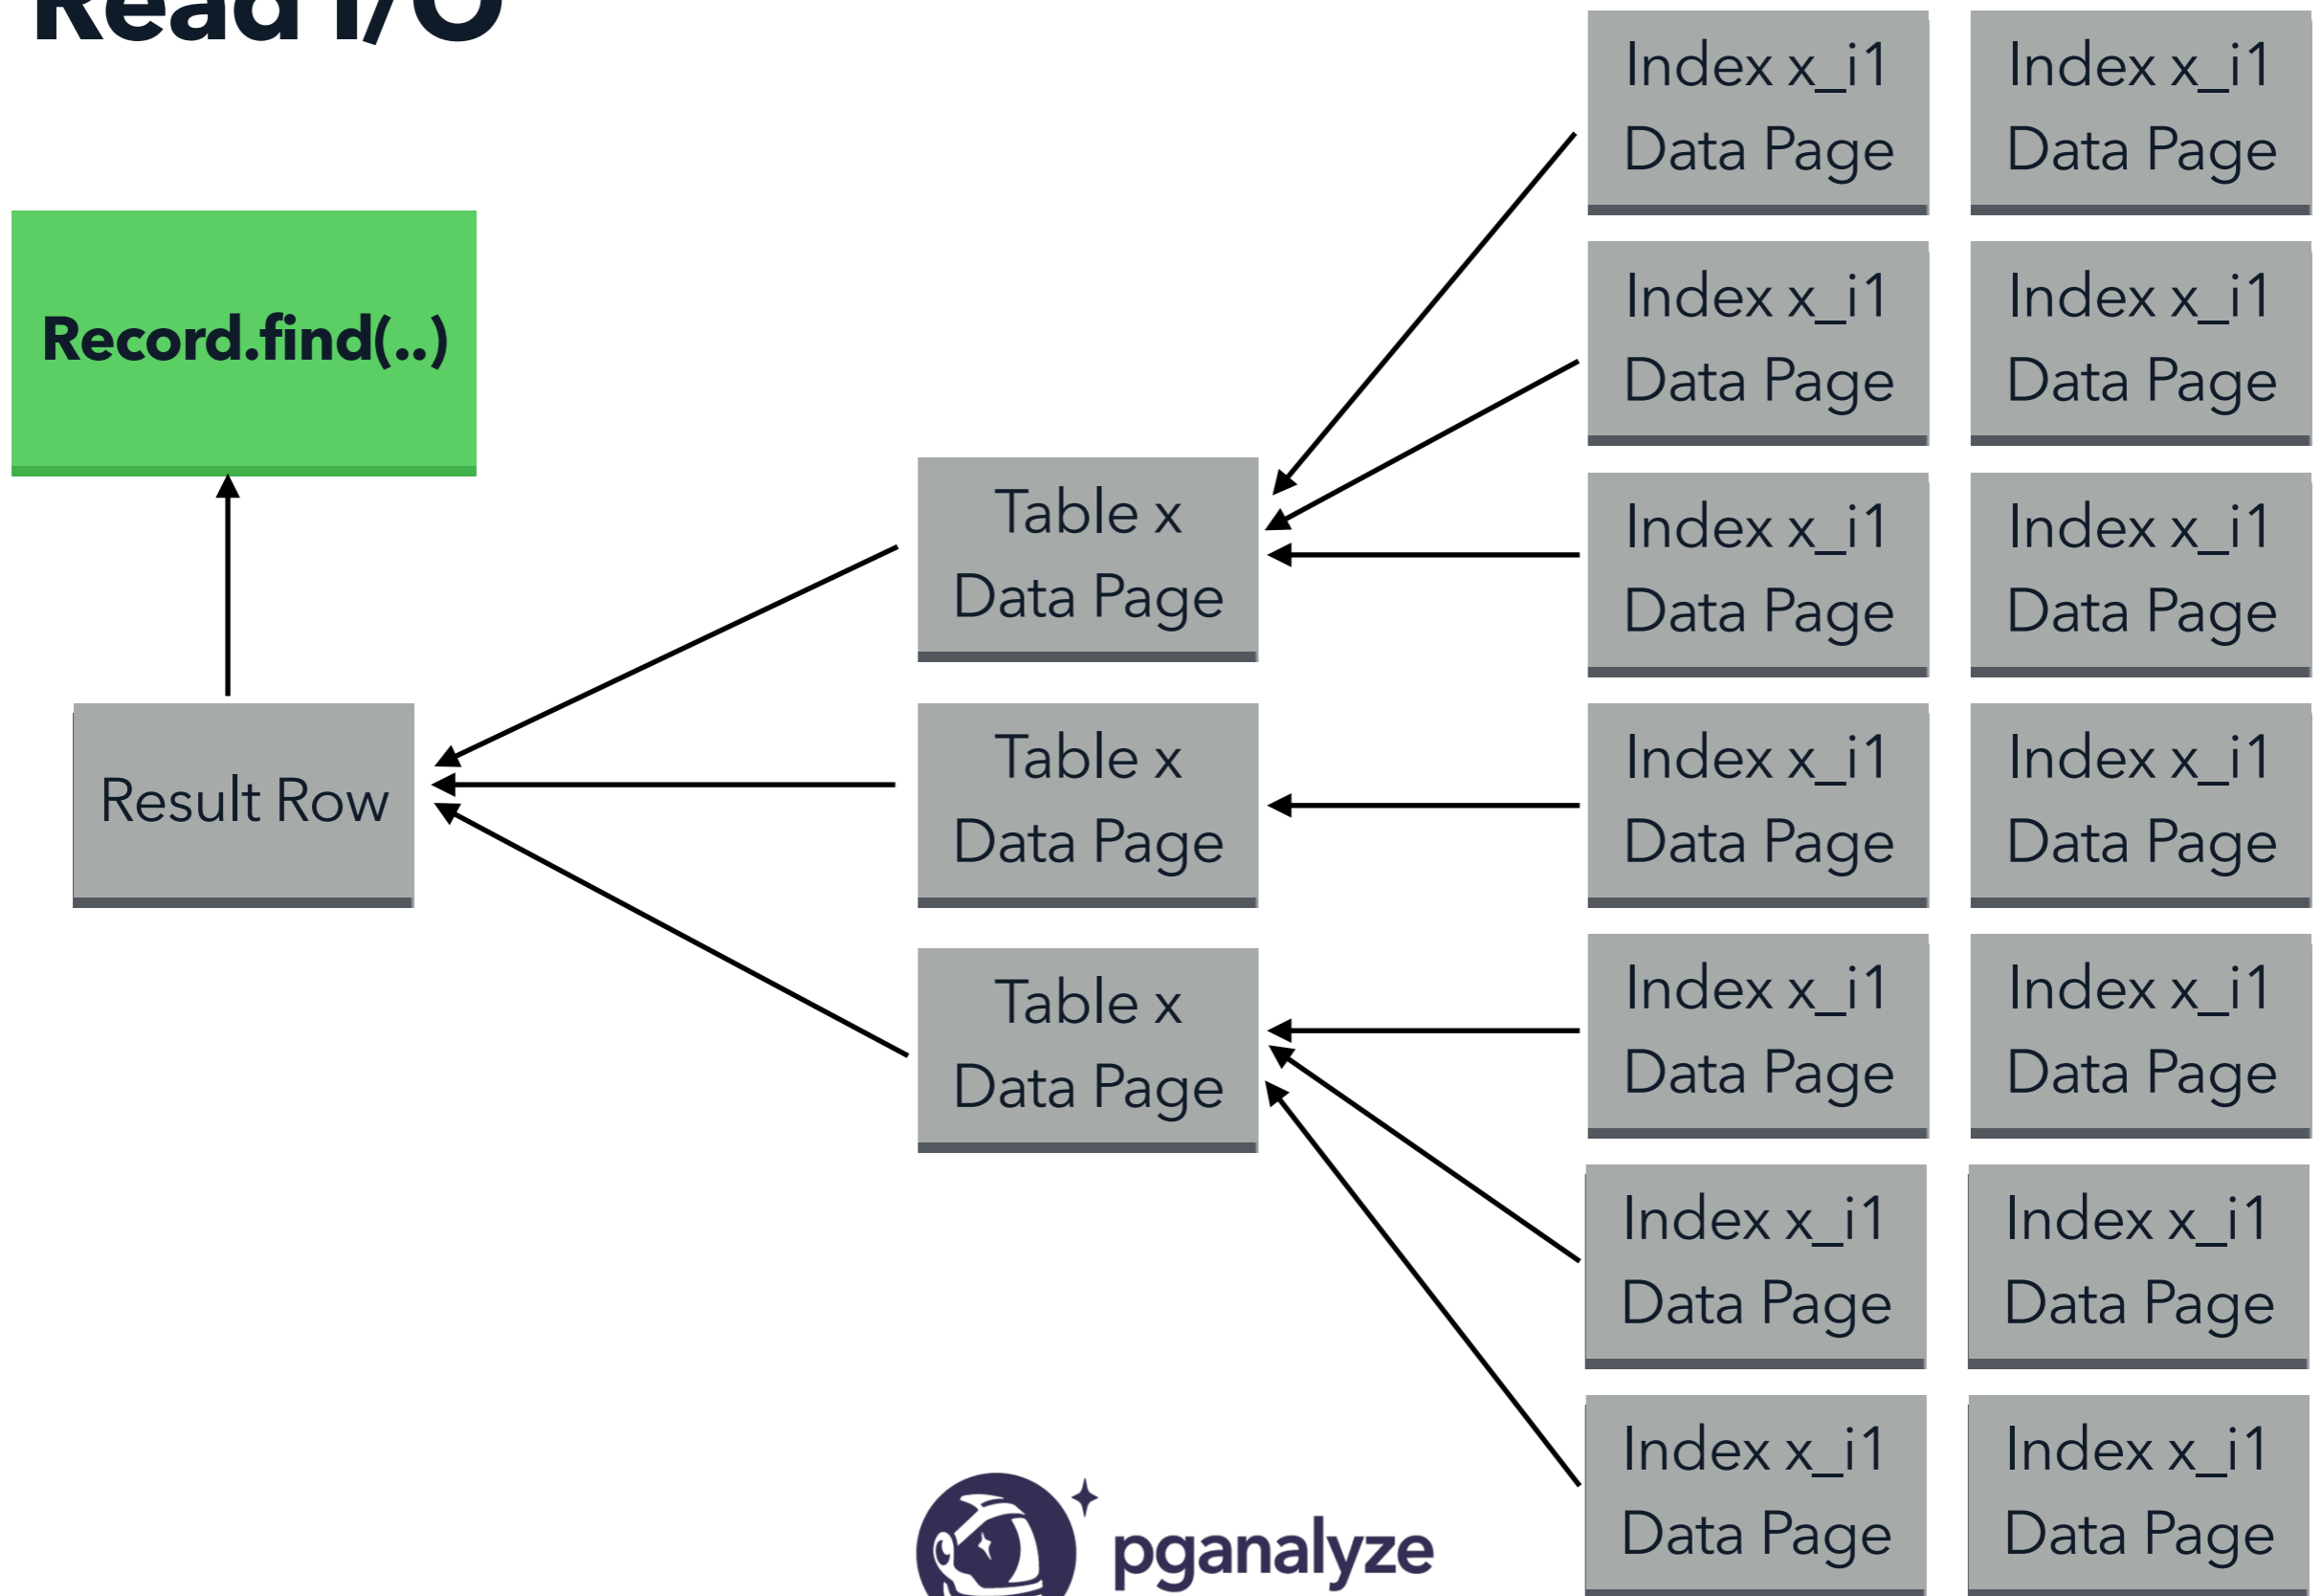 Read I/O
Record.find(..)
Result Row
Table x
Data Page
Table x
Data Page
Table x
Data Page
Index x_i1
Data Page
Index x_i1
Data Page
Index x_i1
Data Page
Index x_i1
Data Page
Index x_i1
Data Page
Index x_i1
Data Page
Index x_i1
Data Page
Index x_i1
Data Page
Index x_i1
Data Page
Index x_i1
Data Page
Index x_i1
Data Page
Index x_i1
Data Page
Index x_i1
Data Page
Index x_i1
Data Page
pganalyze